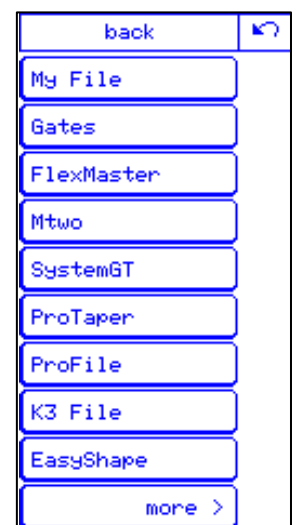 back
My File
Gates
FlexMaster
Mtwo
SystemGT
ProTaper
ProFile
K3 File
EasyShape
more >